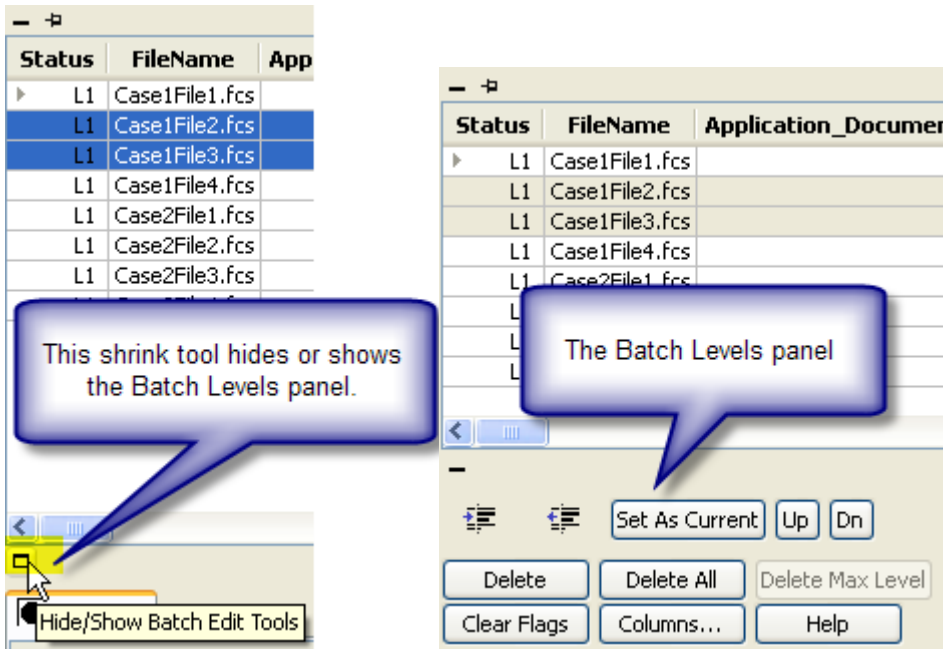 Status FileName App
L1 Case1File1.fcs
L1 Case1File2.fcs
L1 Case1File3.fcs
L1 Case1File4.fcs
L1 Case2File1.fcs
L1 Case2File2.fcs
L1 Case2File3.fcs
This shrink tool hides or shows
the Batch Levels panel.
Hide/Show Batch Edit Tools
Status FileName Application_Documen
L1 Case1File1.fcs
L1 Case1File2.fcs
L1 Case1File3.fcs
L1 Case1File4.fcs
L1 Case2File1.fcs
L
L
L
The Batch Levels panel
Set As Current Up Dn
Delete Delete All Delete Max Level
Clear Flags Columns... Help